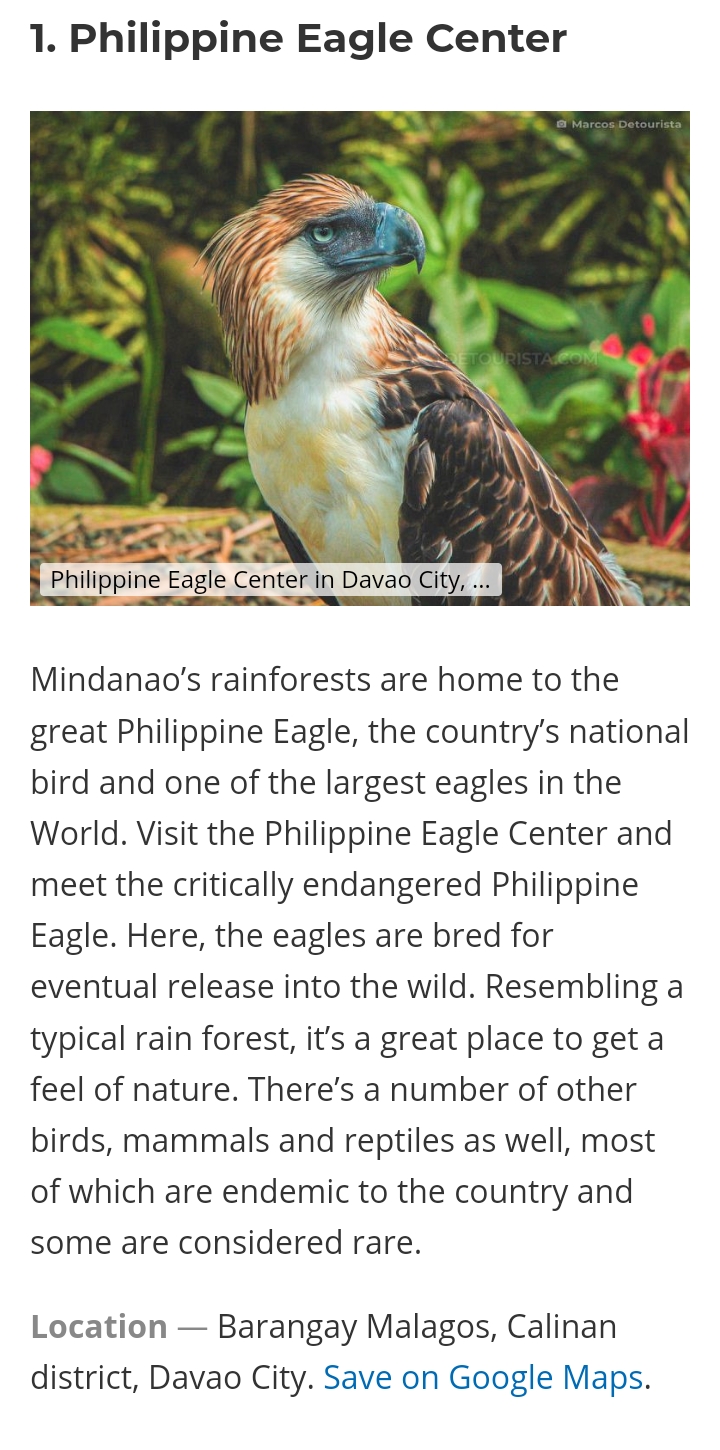 1. Philippine Eagle Center
Marcos Detourista
DETOURISTA.COM
Philippine Eagle Center in Davao City, ...
Mindanao’s rainforests are home to the
great Philippine Eagle, the country’s national
bird and one of the largest eagles in the
World. Visit the Philippine Eagle Center and
meet the critically endangered Philippine
Eagle. Here, the eagles are bred for
eventual release into the wild. Resembling a
typical rain forest, it’s a great place to get a
feel of nature. There’s a number of other
birds, mammals and reptiles as well, most
of which are endemic to the country and
some are considered rare.
Location — Barangay Malagos, Calinan
district, Davao City. Save on Google Maps.